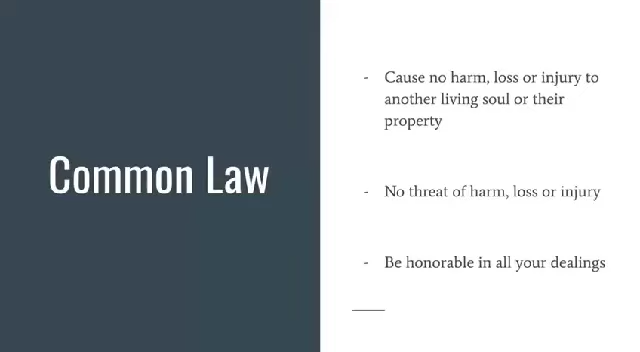 Common Law
- Cause no harm, loss or injury to
another living soul or their
property
- No threat of harm, loss or injury
- Be honorable in all your dealings